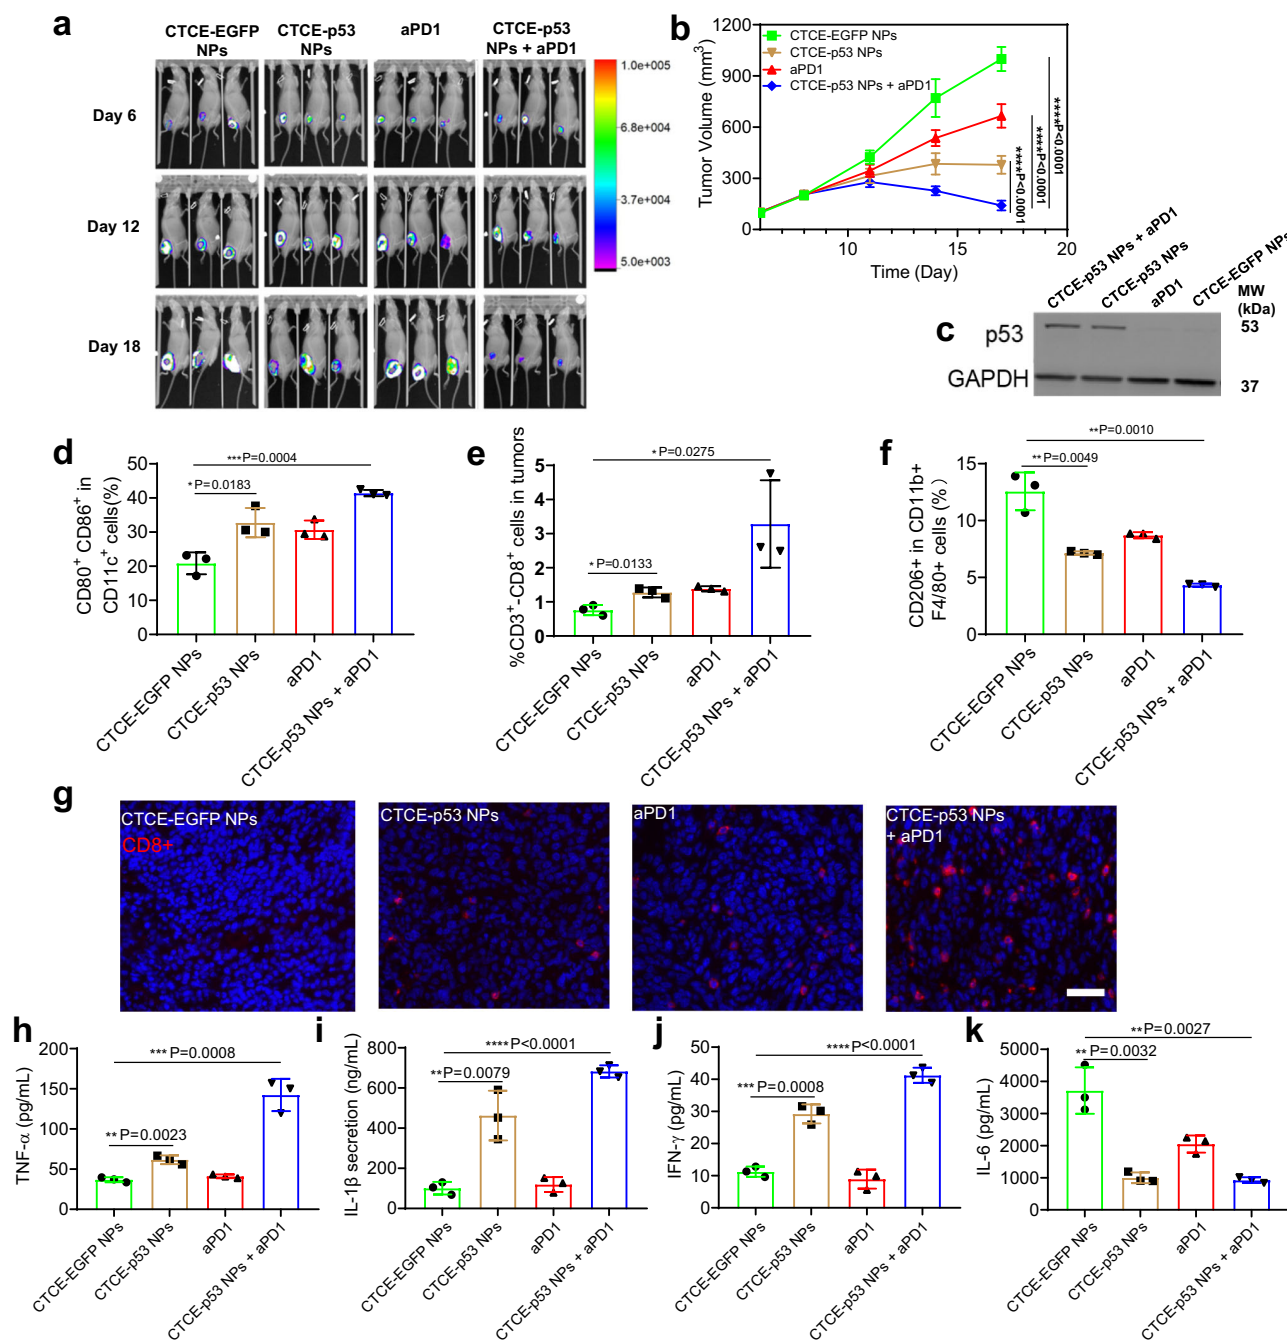 a
CTCE-EGFP
NPs
CTCE-p53
NPs
aPD1
CTCE-p53
NPs + aPD1
Day 6
Day 12
Day 18
1.0e+005
6.8e+004
3.7e+004
5.0e+003
b
Tumor Volume (mm³)
1200
900
600
300
0
10
15
20
Time (Day)
CTCE-EGFP NPs
CTCE-p53 NPs
aPD1
CTCE-p53 NPs + aPD1
****P<0.0001
****P<0.0001
****P<0.0001
c
CTCE-p53 NPs + aPD1
CTCE-p53 NPs
aPD1
CTCE-EGFP NPs
MW
(kDa)
p53
53
GAPDH
37
d
CD80⁺ CD86⁺ in
CD11c⁺ cells(%)
50
40
30
20
10
0
***P=0.0004
*P=0.0183
CTCE-EGFP NPs
CTCE-p53 NPs
aPD1
CTCE-p53 NPs + aPD1
e
%CD3⁺-CD8⁺ cells in tumors
5
4
3
2
1
0
*P=0.0275
*P=0.0133
CTCE-EGFP NPs
CTCE-p53 NPs
aPD1
CTCE-p53 NPs + aPD1
f
CD206+ in CD11b+
F4/80+ cells (%)
15
10
5
0
**P=0.0010
**P=0.0049
CTCE-EGFP NPs
CTCE-p53 NPs
aPD1
CTCE-p53 NPs + aPD1
g
CTCE-EGFP NPs
CD8+
CTCE-p53 NPs
aPD1
CTCE-p53 NPs
+ aPD1
h
TNF-α (pg/mL)
200
150
100
50
0
***P=0.0008
**P=0.0023
CTCE-EGFP NPs
CTCE-p53 NPs
aPD1
CTCE-p53 NPs + aPD1
i
IL-1β secretion (ng/mL)
800
600
400
200
0
****P<0.0001
**P=0.0079
CTCE-EGFP NPs
CTCE-p53 NPs
aPD1
CTCE-p53 NPs + aPD1
j
IFN-γ (pg/mL)
50
40
30
20
10
0
****P<0.0001
***P=0.0008
CTCE-EGFP NPs
CTCE-p53 NPs
aPD1
CTCE-p53 NPs + aPD1
k
IL-6 (pg/mL)
5000
4000
3000
2000
1000
0
**P=0.0027
**P=0.0032
CTCE-EGFP NPs
CTCE-p53 NPs
aPD1
CTCE-p53 NPs + aPD1